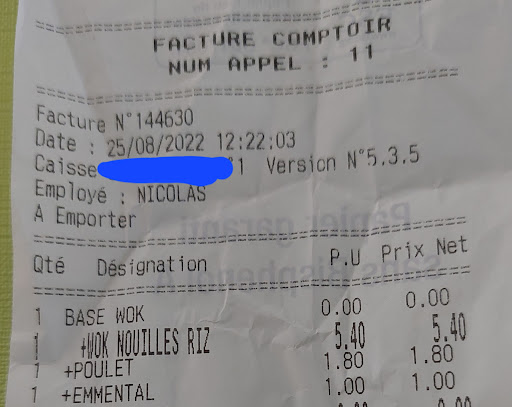 FACTURE COMPTOIR
NUM APPEL : 11
Facture N°144630
Date : 25/08/2022 12:22:03
Caisse °1 Version N°5.3.5
Employé : NICOLAS
A Emporter
Qté Désignation P.U Prix Net
1 BASE WOK 0.00 0.00
1 +WOK NOUILLES RIZ 5.40 5.40
1 +POULET 1.80 1.80
1 +EMMENTAL 1.00 1.00